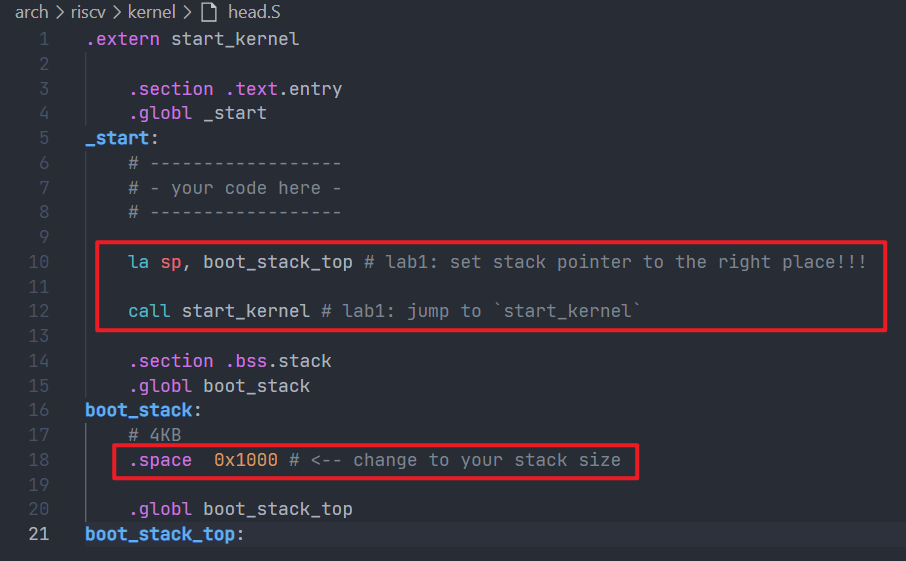 arch > riscv > kernel > head.S
1 .extern start_kernel
2
3 .section .text.entry
4 .globl _start
5 _start:
6 # ------------------
7 # - your code here -
8 # ------------------
9
10 la sp, boot_stack_top # lab1: set stack pointer to the right place!!!
11
12 call start_kernel # lab1: jump to `start_kernel`
13
14 .section .bss.stack
15 .globl boot_stack
16 boot_stack:
17 # 4KB
18 .space 0x1000 # <-- change to your stack size
19
20 .globl boot_stack_top
21 boot_stack_top: